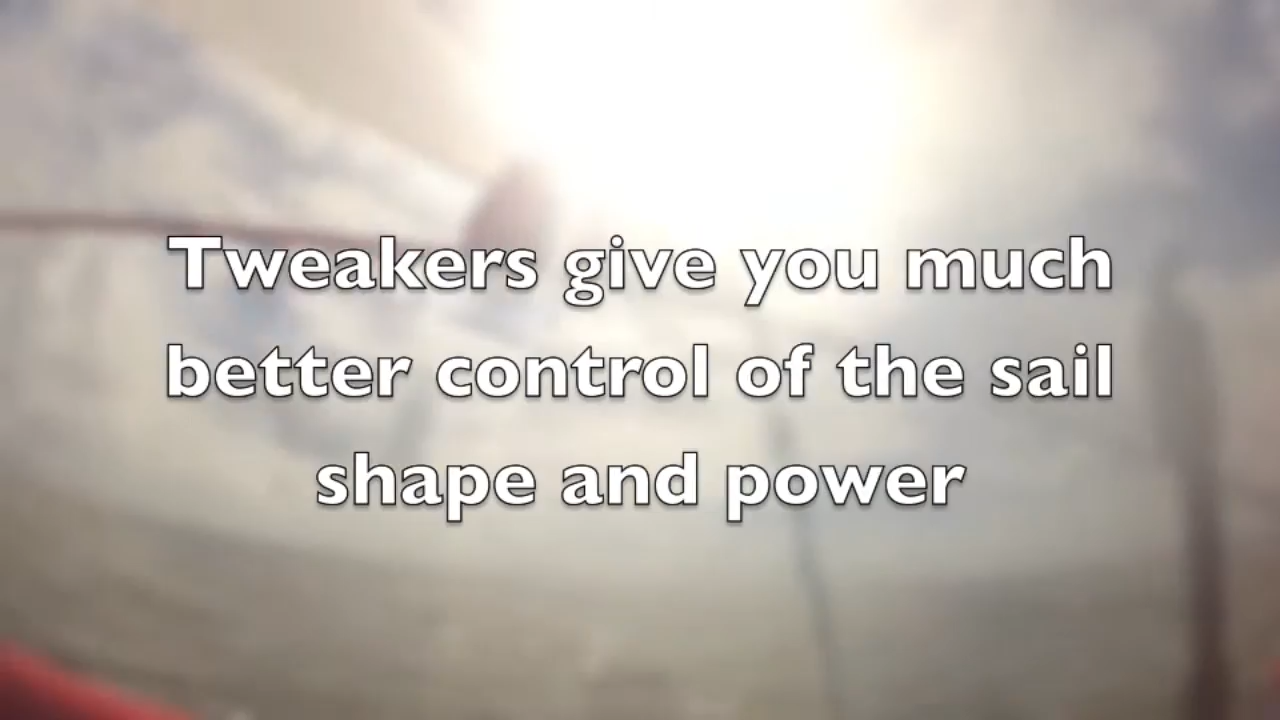 Tweakers give you much
better control of the sail
shape and power